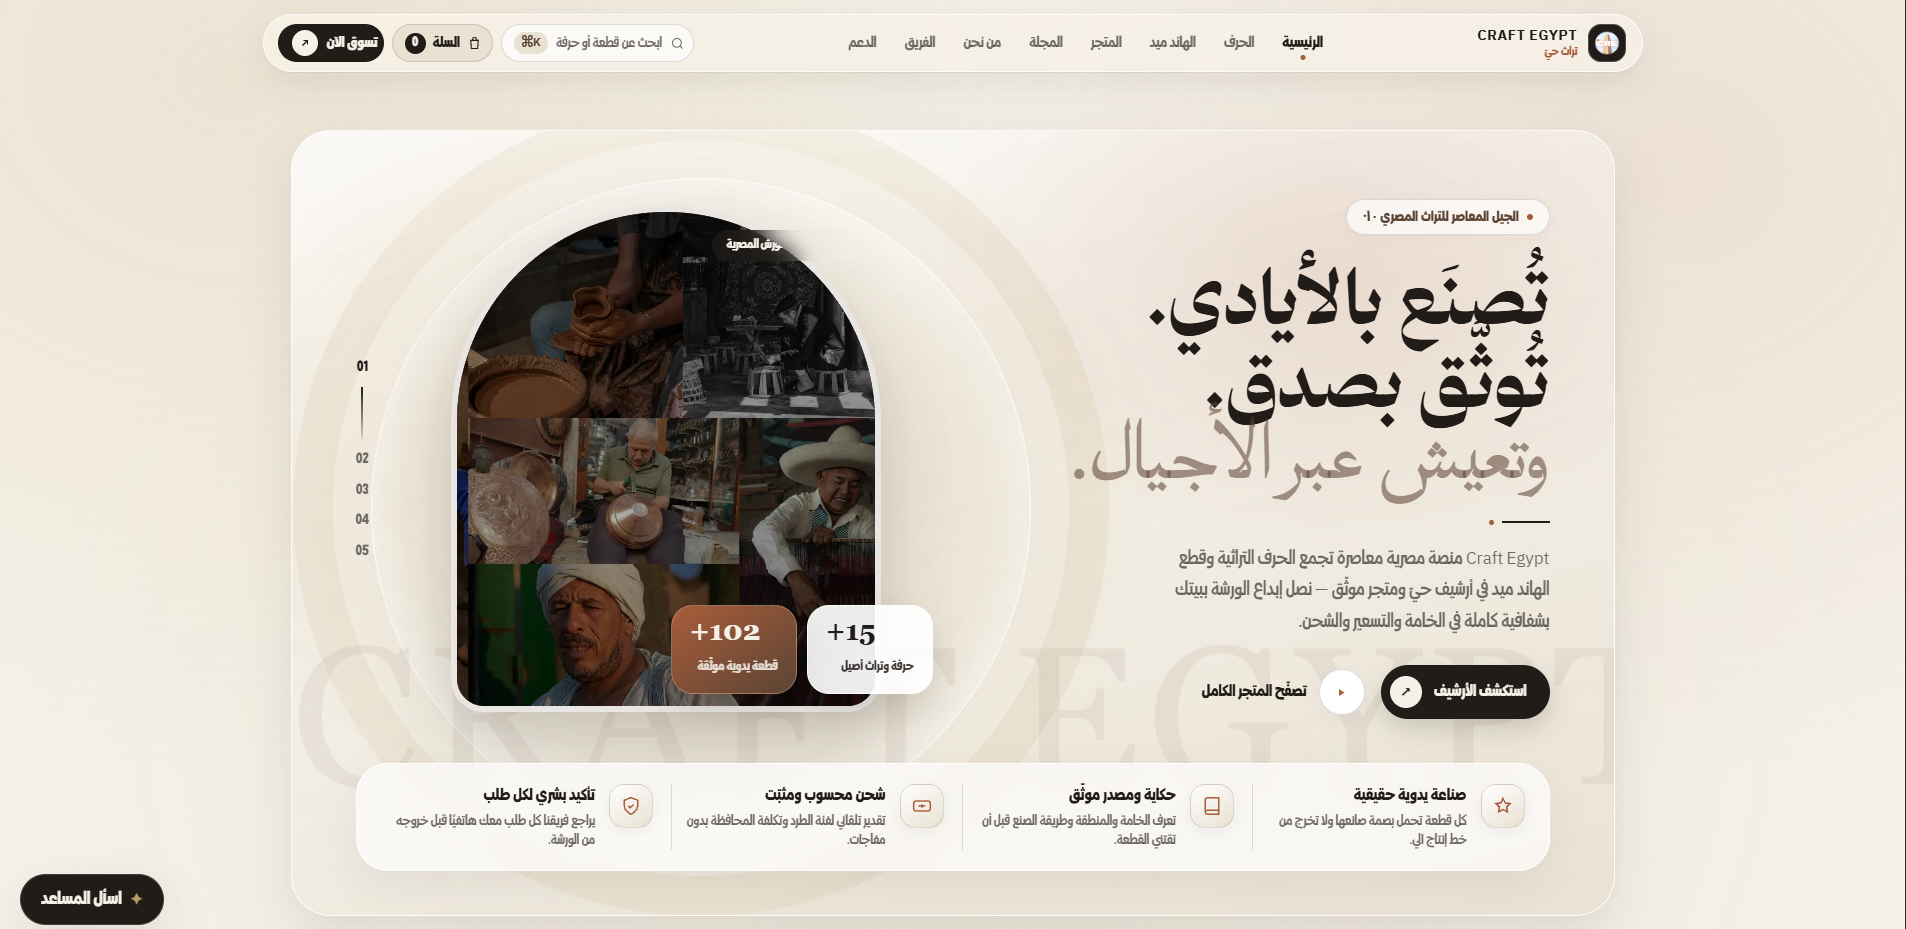 CRAFT EGYPT
تراث حيّ
الرئيسية
الحرف
الهاند ميد
المتجر
المجلة
من نحن
الفريق
الدعم
ابحث عن قطعة أو حرفة
⌘K
السلة
0
تسوق الآن
الجيل المعاصر للتراث المصري ٠١٠
تُصنَع بالأيادي.
تُوثَّق بصدق.
وتعيش عبر الأجيال.
Craft Egypt منصة مصرية معاصرة تجمع الحرف التراثية وقطع
الهاند ميد في أرشيف حيّ ومتجر موثّق — نصل إبداع الورشة ببيتك
بشفافية كاملة في الخامة والتسعير والشحن.
استكشف الأرشيف
تصفّح المتجر الكامل
المصرية
+15
حرفة وتراث أصيل
+102
قطعة يدوية موثّقة
01
02
03
04
05
CRAFT EGYPT
صناعة يدوية حقيقية
كل قطعة تحمل بصمة صانعها ولا تخرج من
خط إنتاج آلي.
حكاية ومصدر موثّق
تعرف الخامة والمنطقة وطريقة الصنع قبل أن
تقتني القطعة.
شحن محسوب ومثبّت
تقدير تلقائي لفئة الطرد وتكلفة المحافظة بدون
مفاجآت.
تأكيد بشري لكل طلب
يراجع فريقنا كل طلب معك هاتفيًا قبل خروجه
من الورشة.
اسأل المساعد